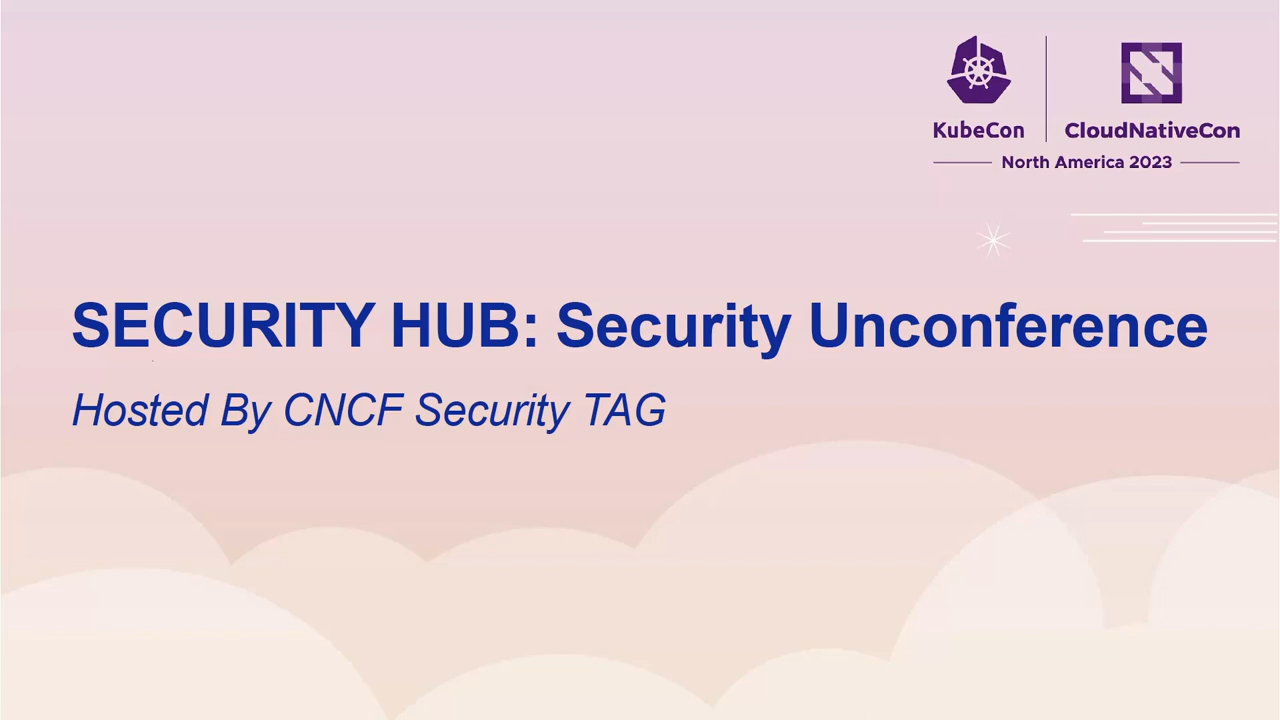 KubeCon
CloudNativeCon
North America 2023
SECURITY HUB: Security Unconference
Hosted By CNCF Security TAG